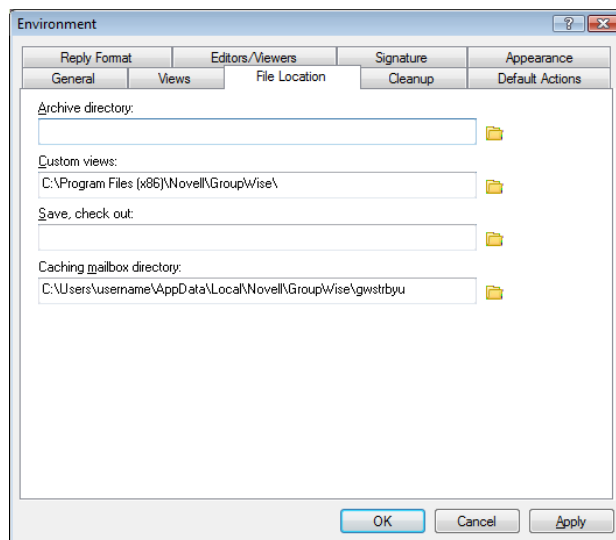 Environment
Reply Format Editors/Viewers Signature Appearance
General Views File Location Cleanup Default Actions
Archive directory:
Custom views:
C:\Program Files (x86)\Novell\GroupWise\
Save, check out:
Caching mailbox directory:
C:\Users\username\AppData\Local\Novell\GroupWise\gwstrbyu
OK Cancel Apply